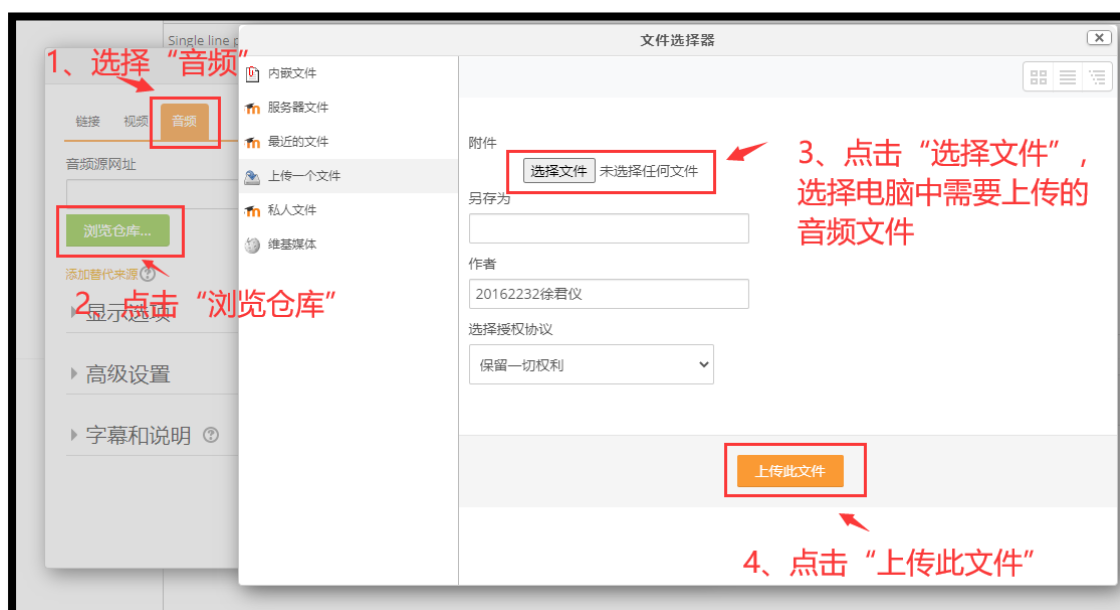 Single line p
文件选择器
1、选择“音频”
内嵌文件
服务器文件
最近的文件
上传一个文件
私人文件
维基媒体
链接 视频 音频
音频源网址
浏览仓库...
添加替代来源
2、点击“浏览仓库”
显示选项
高级设置
字幕和说明
附件
选择文件 未选择任何文件
3、点击“选择文件”,
选择电脑中需要上传的
音频文件
另存为
作者
20162232徐君仪
选择授权协议
保留一切权利
上传此文件
4、点击“上传此文件”